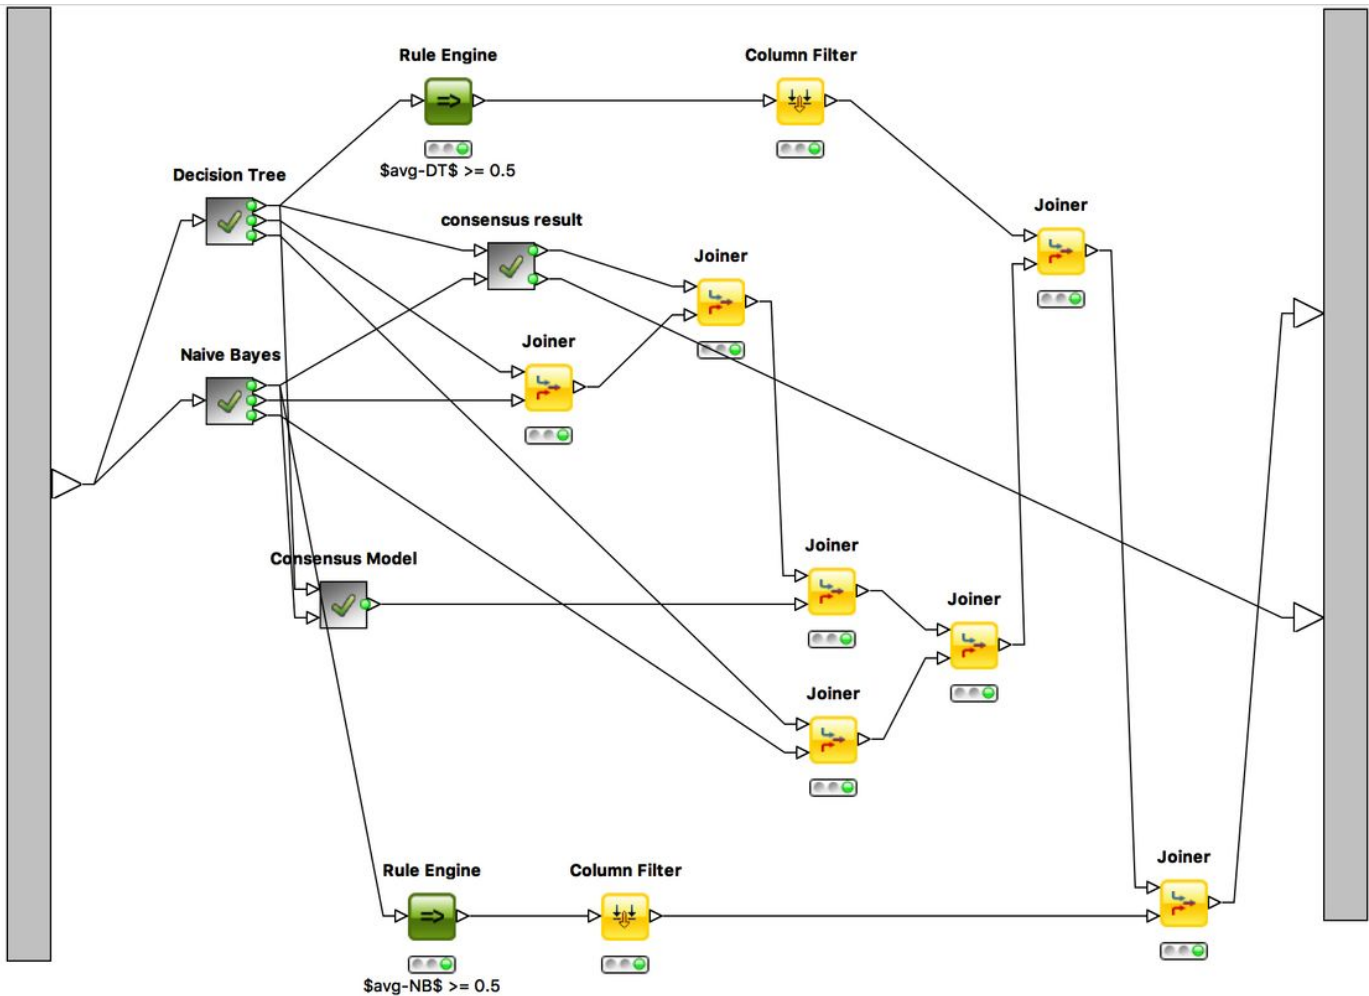 Rule Engine
Column Filter
$avg-DT$ >= 0.5
Decision Tree
Joiner
consensus result
Joiner
Joiner
Naive Bayes
Consensus Model
Joiner
Joiner
Joiner
Joiner
Rule Engine
Column Filter
$avg-NB$ >= 0.5